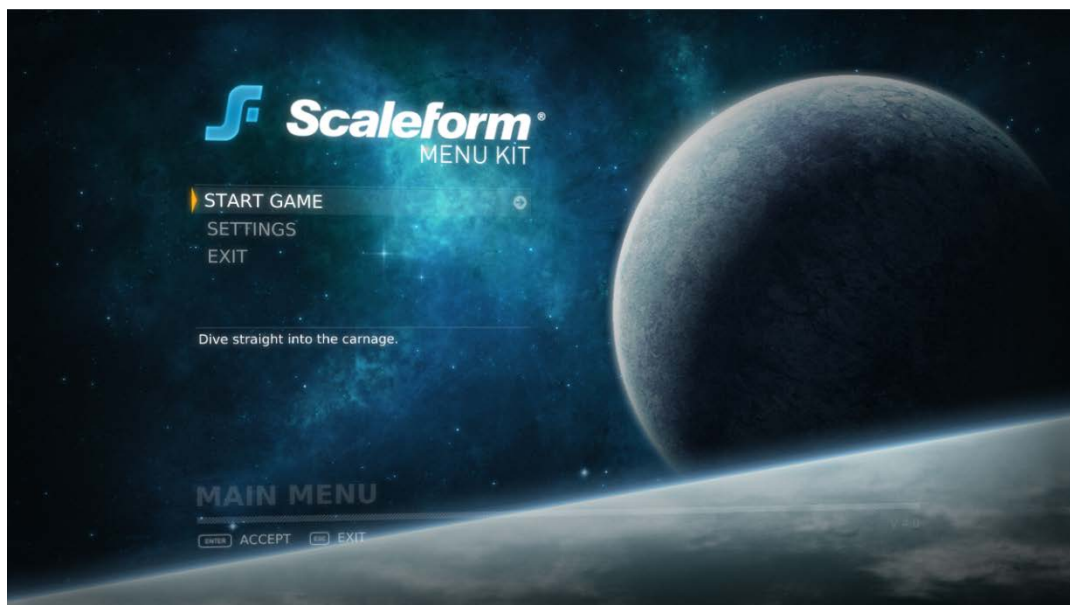 Scaleform®
MENU KIT
START GAME
SETTINGS
EXIT
Dive straight into the carnage.
MAIN MENU
ENTER ACCEPT ESC EXIT